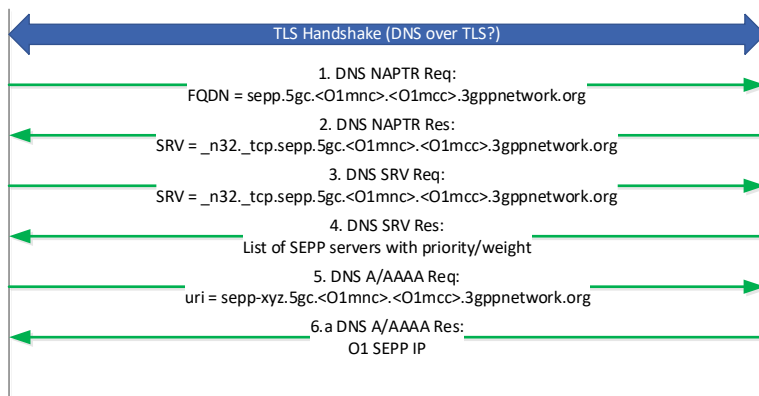 TLS Handshake (DNS over TLS?)
1. DNS NAPTR Req:
FQDN = sepp.5gc.<O1mnc>.<O1mcc>.3gppnetwork.org
2. DNS NAPTR Res:
SRV = _n32._tcp.sepp.5gc.<O1mnc>.<O1mcc>.3gppnetwork.org
3. DNS SRV Req:
SRV = _n32._tcp.sepp.5gc.<O1mnc>.<O1mcc>.3gppnetwork.org
4. DNS SRV Res:
List of SEPP servers with priority/weight
5. DNS A/AAAA Req:
uri = sepp-xyz.5gc.<O1mnc>.<O1mcc>.3gppnetwork.org
6.a DNS A/AAAA Res:
O1 SEPP IP